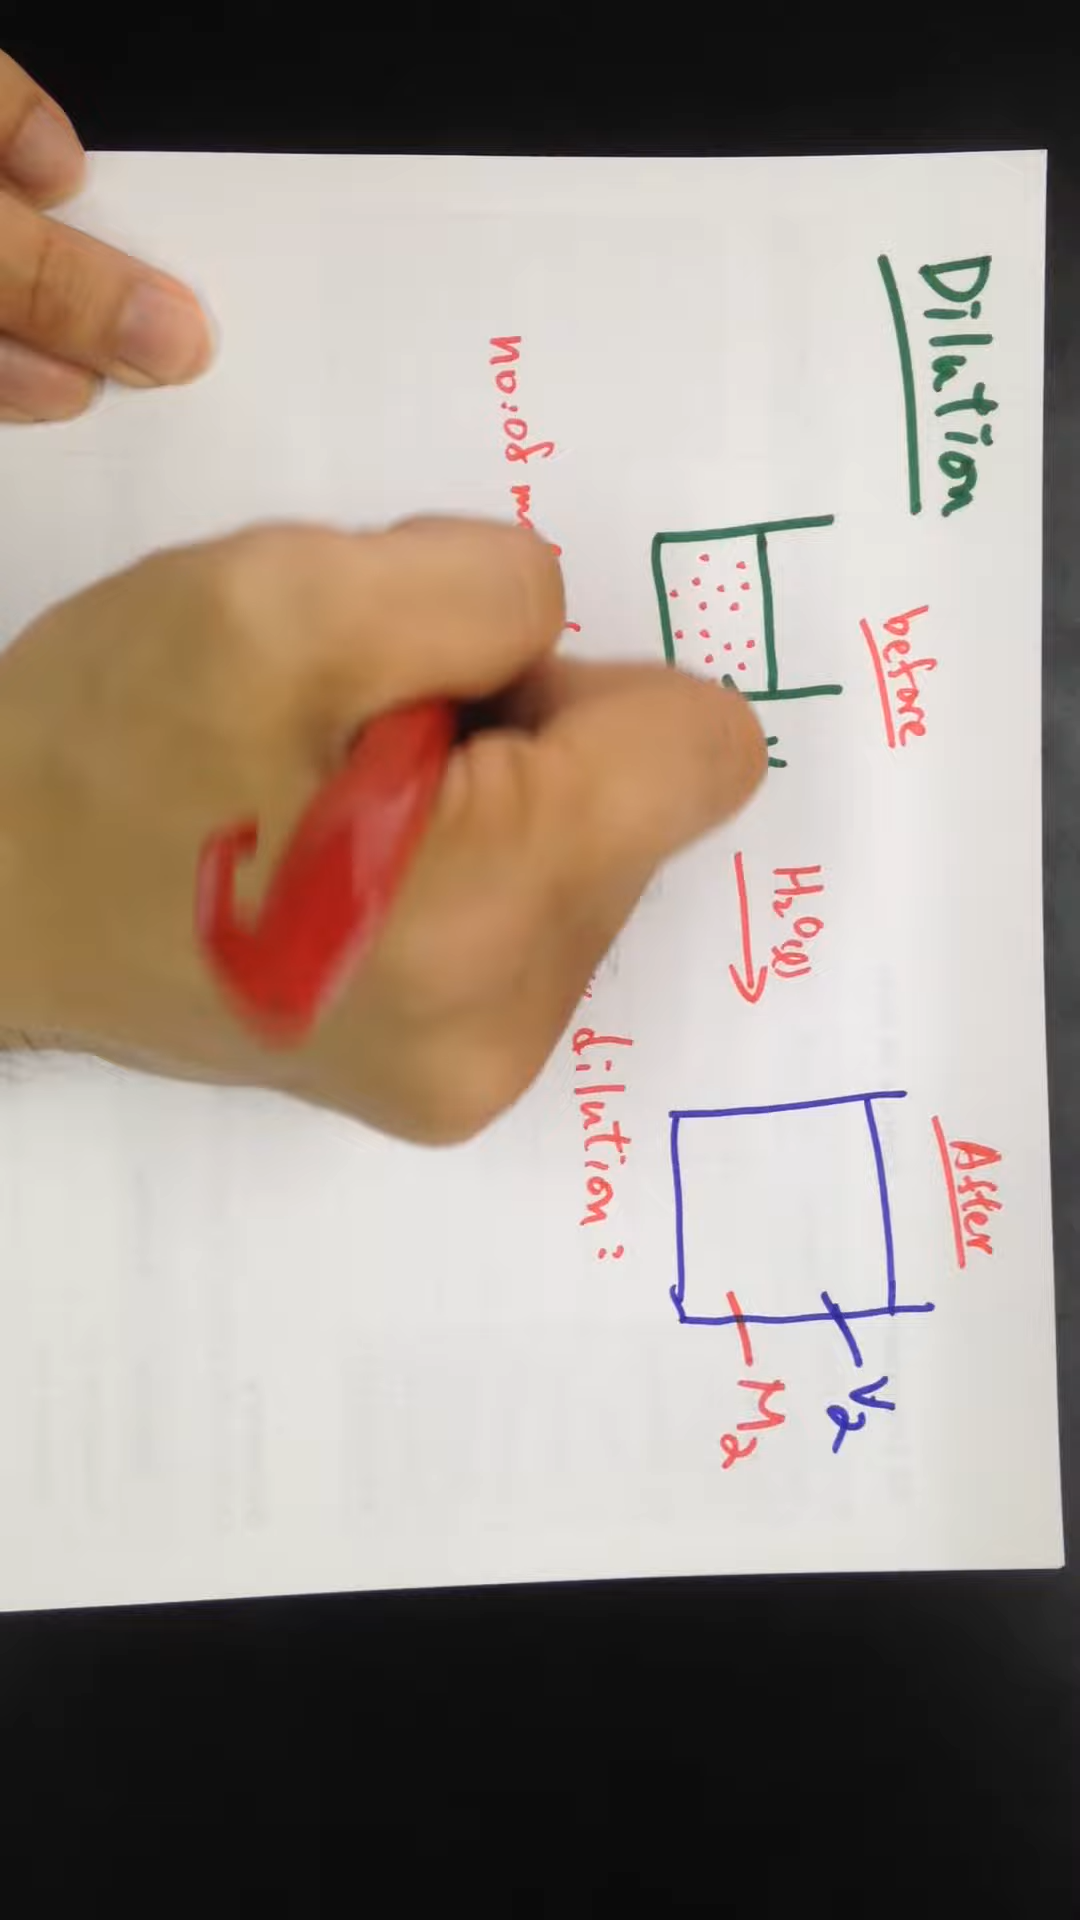 Dilution
before
After
H₂O(l)
V₂
M₂
dilution:
no: of